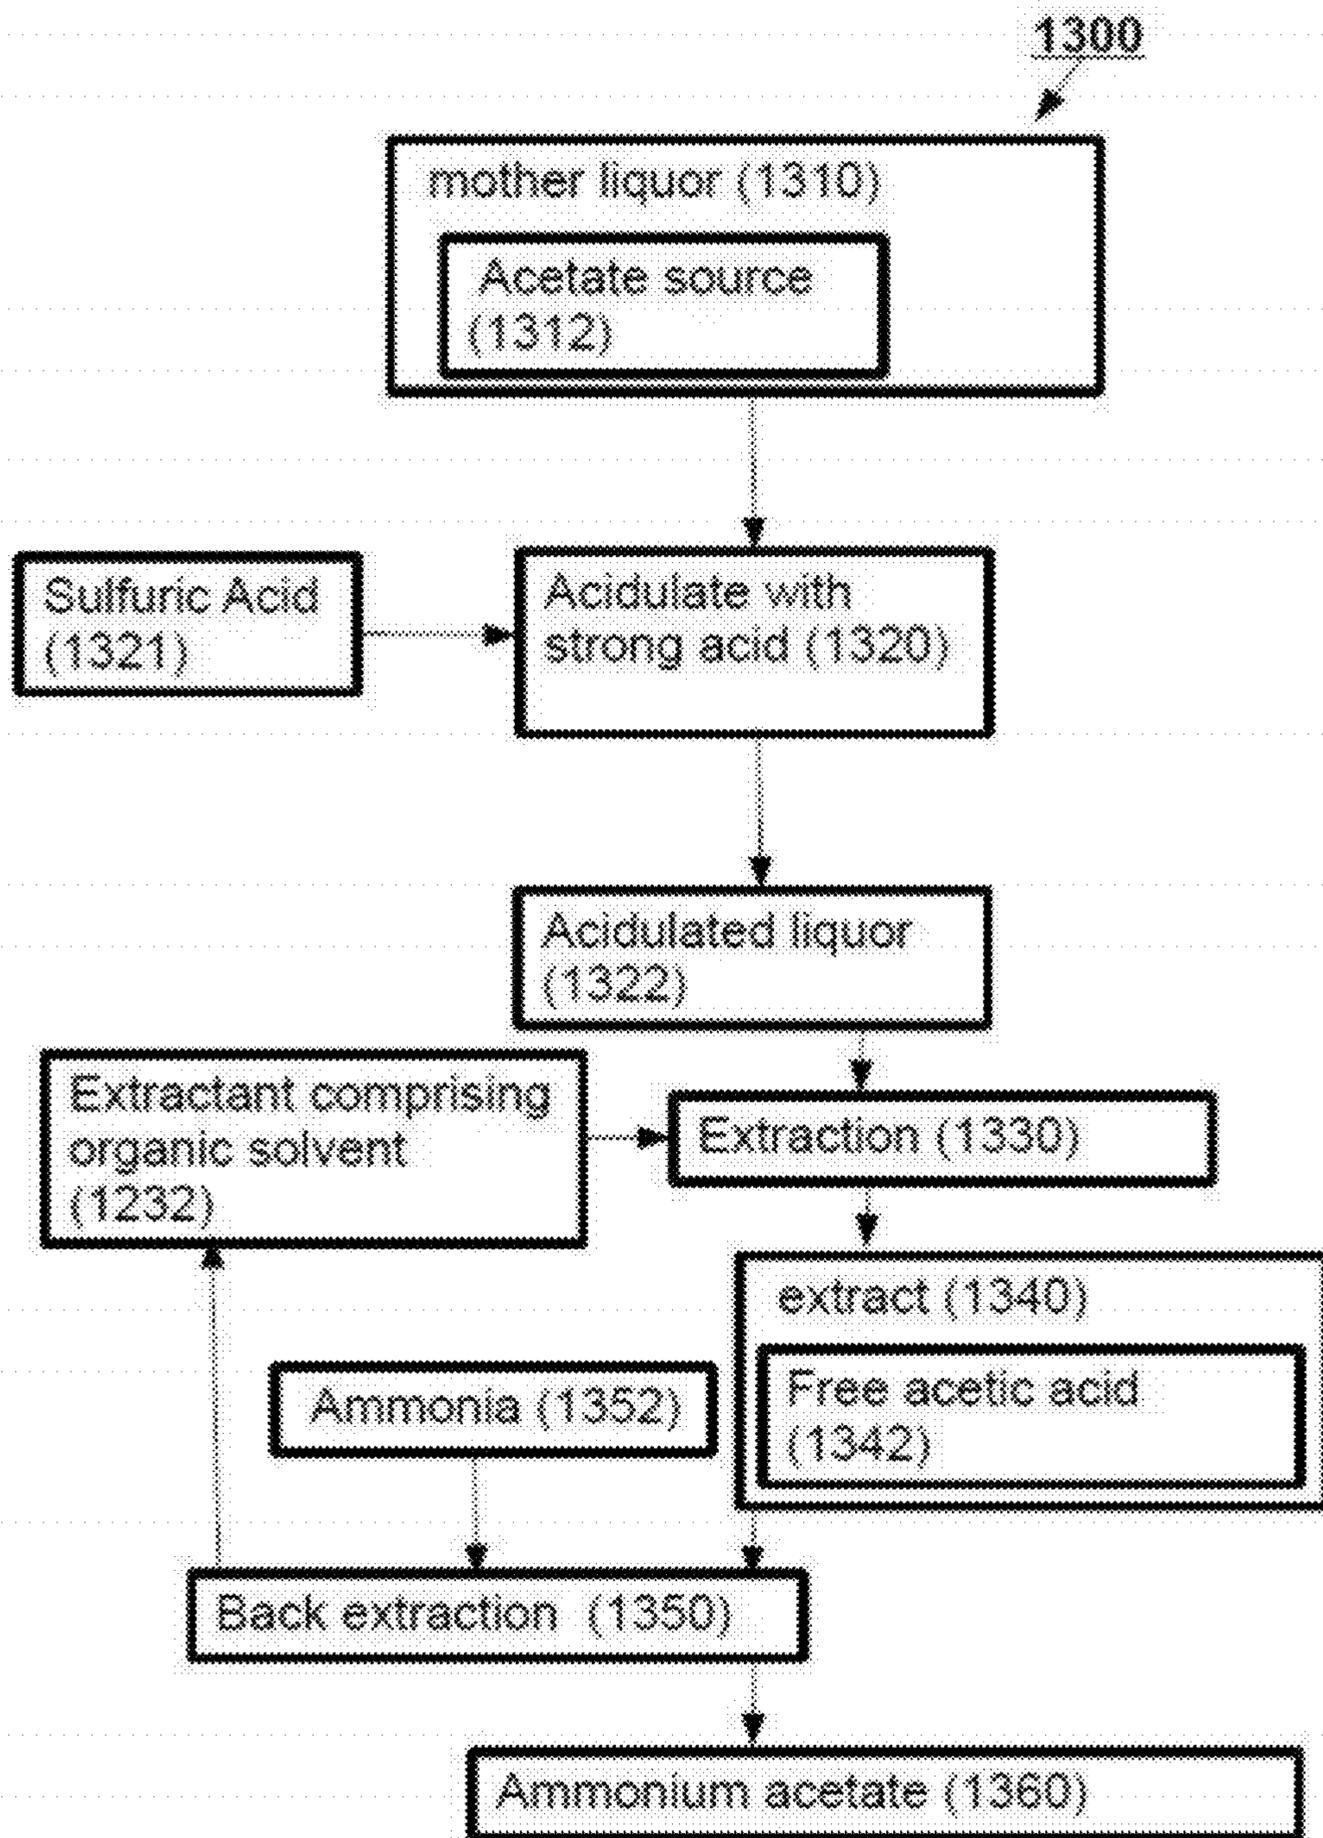 1300
mother liquor (1310)
Acetate source
(1312)
Sulfuric Acid
(1321)
Acidulate with
strong acid (1320)
Acidulated liquor
(1322)
Extractant comprising
organic solvent
(1232)
Extraction (1330)
extract (1340)
Free acetic acid
(1342)
Ammonia (1352)
Back extraction (1350)
Ammonium acetate (1360)